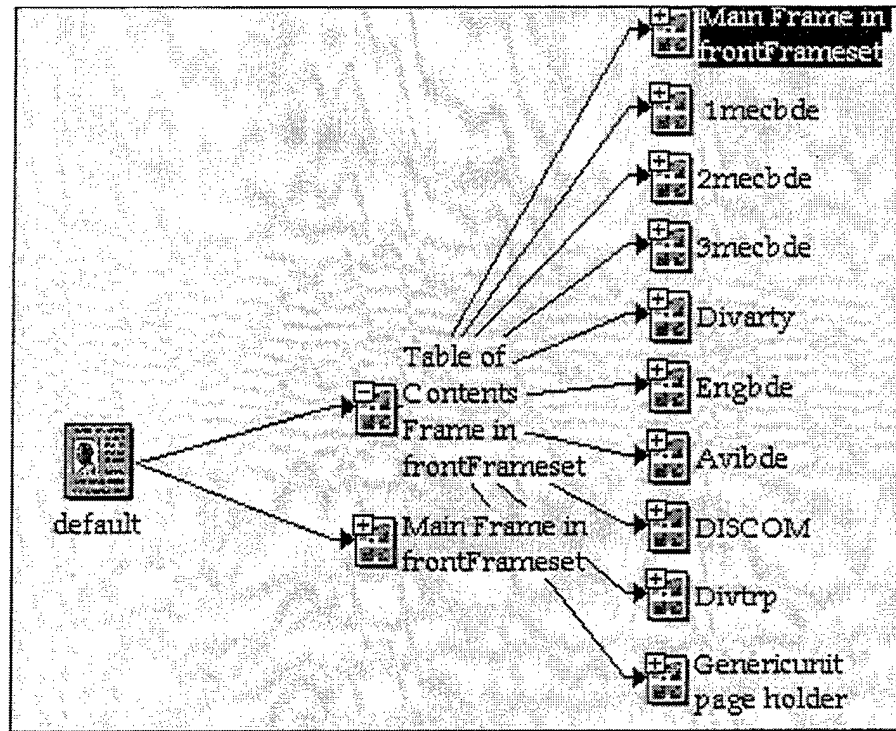 Main Frame in
frontFrameset
1mecbde
2mecbde
3mecbde
Divarty
Table of
Contents
Frame in
frontFrameset
Engbde
Avibde
default
Main Frame in
frontFrameset
DISCOM
Divtrp
Genericunit
page holder